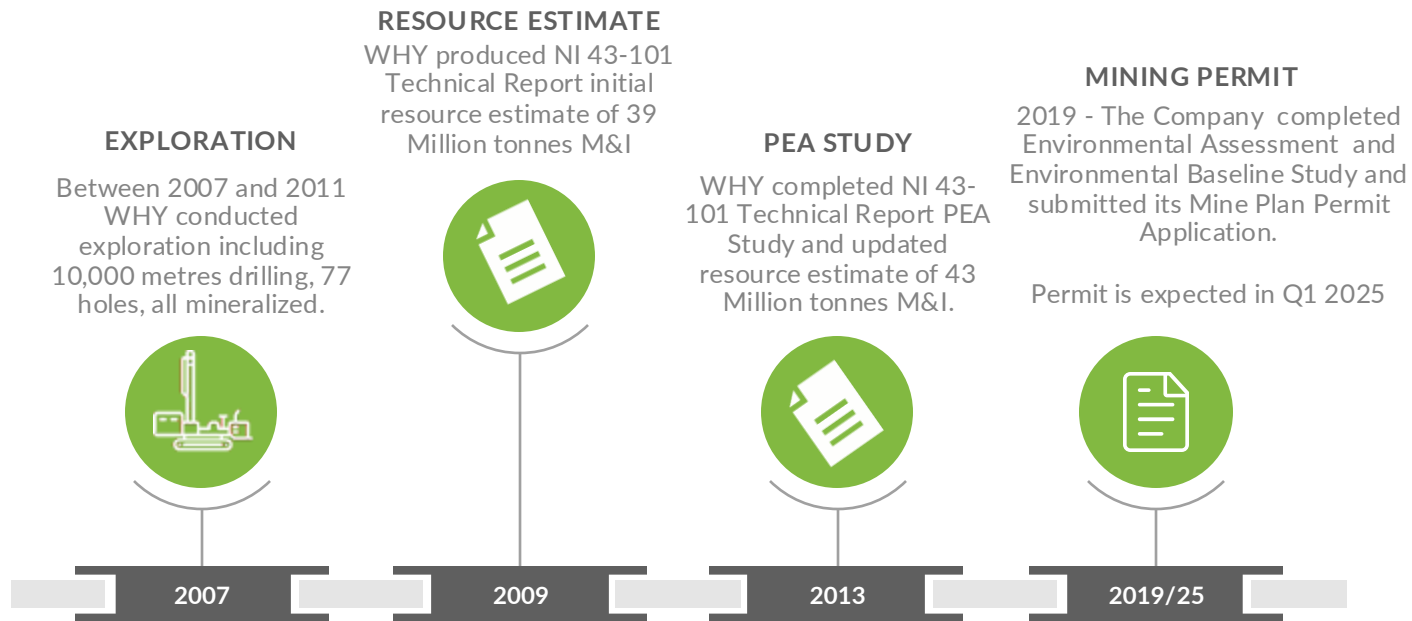 EXPLORATION
Between 2007 and 2011
WHY conducted
exploration including
10,000 metres drilling, 77
holes, all mineralized.
2007
RESOURCE ESTIMATE
WHY produced NI 43-101
Technical Report initial
resource estimate of 39
Million tonnes M&I
2009
PEA STUDY
WHY completed NI 43-
101 Technical Report PEA
Study and updated
resource estimate of 43
Million tonnes M&I.
2013
MINING PERMIT
2019 - The Company completed
Environmental Assessment and
Environmental Baseline Study and
submitted its Mine Plan Permit
Application.
Permit is expected in Q1 2025
2019/25